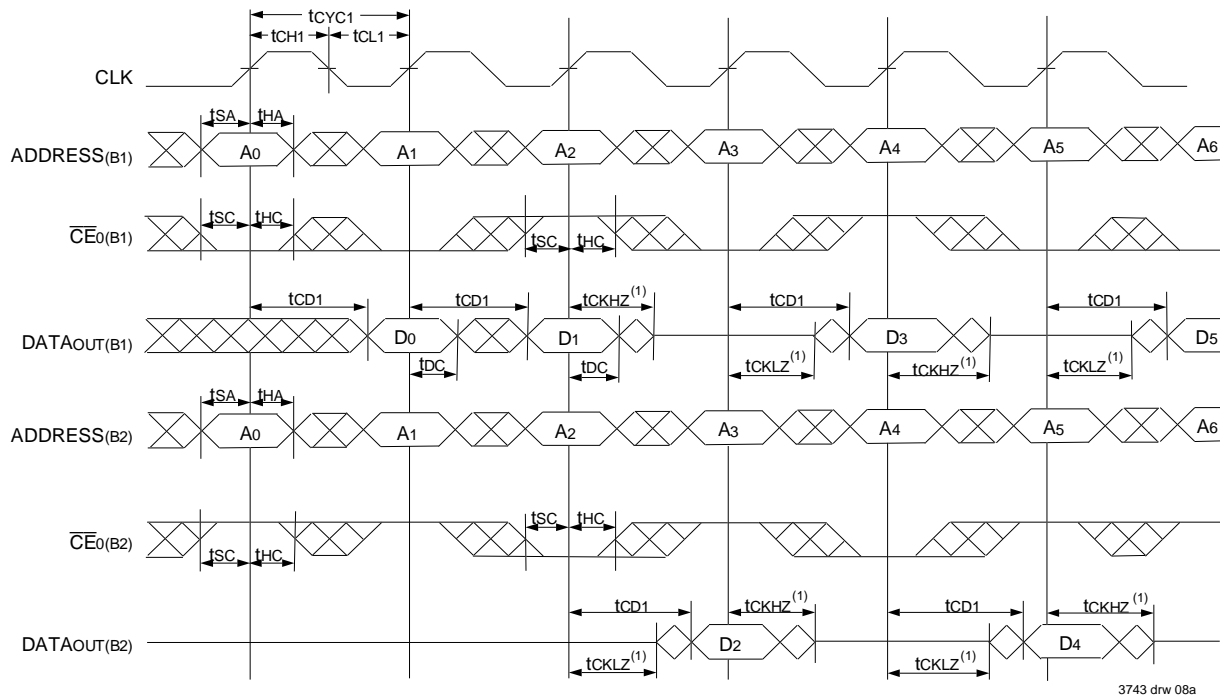 tCYC1
tCH1 tCL1
CLK
tSA tHA
ADDRESS(B1) A0 A1 A2 A3 A4 A5 A6
tSC tHC
CE0(B1) tSC tHC
tCD1 tCD1 tCKHZ(1) tCD1 tCD1
DATAOUT(B1) D0 D1 D3 D5
tDC tDC tCKLZ(1) tCKHZ(1) tCKLZ(1)
tSA tHA
ADDRESS(B2) A0 A1 A2 A3 A4 A5 A6
tSC tHC
CE0(B2)
tSC tHC
tCD1 tCKHZ(1) tCD1 tCKHZ(1)
DATAOUT(B2) D2 D4
tCKLZ(1) tCKLZ(1)
3743 drw 08a